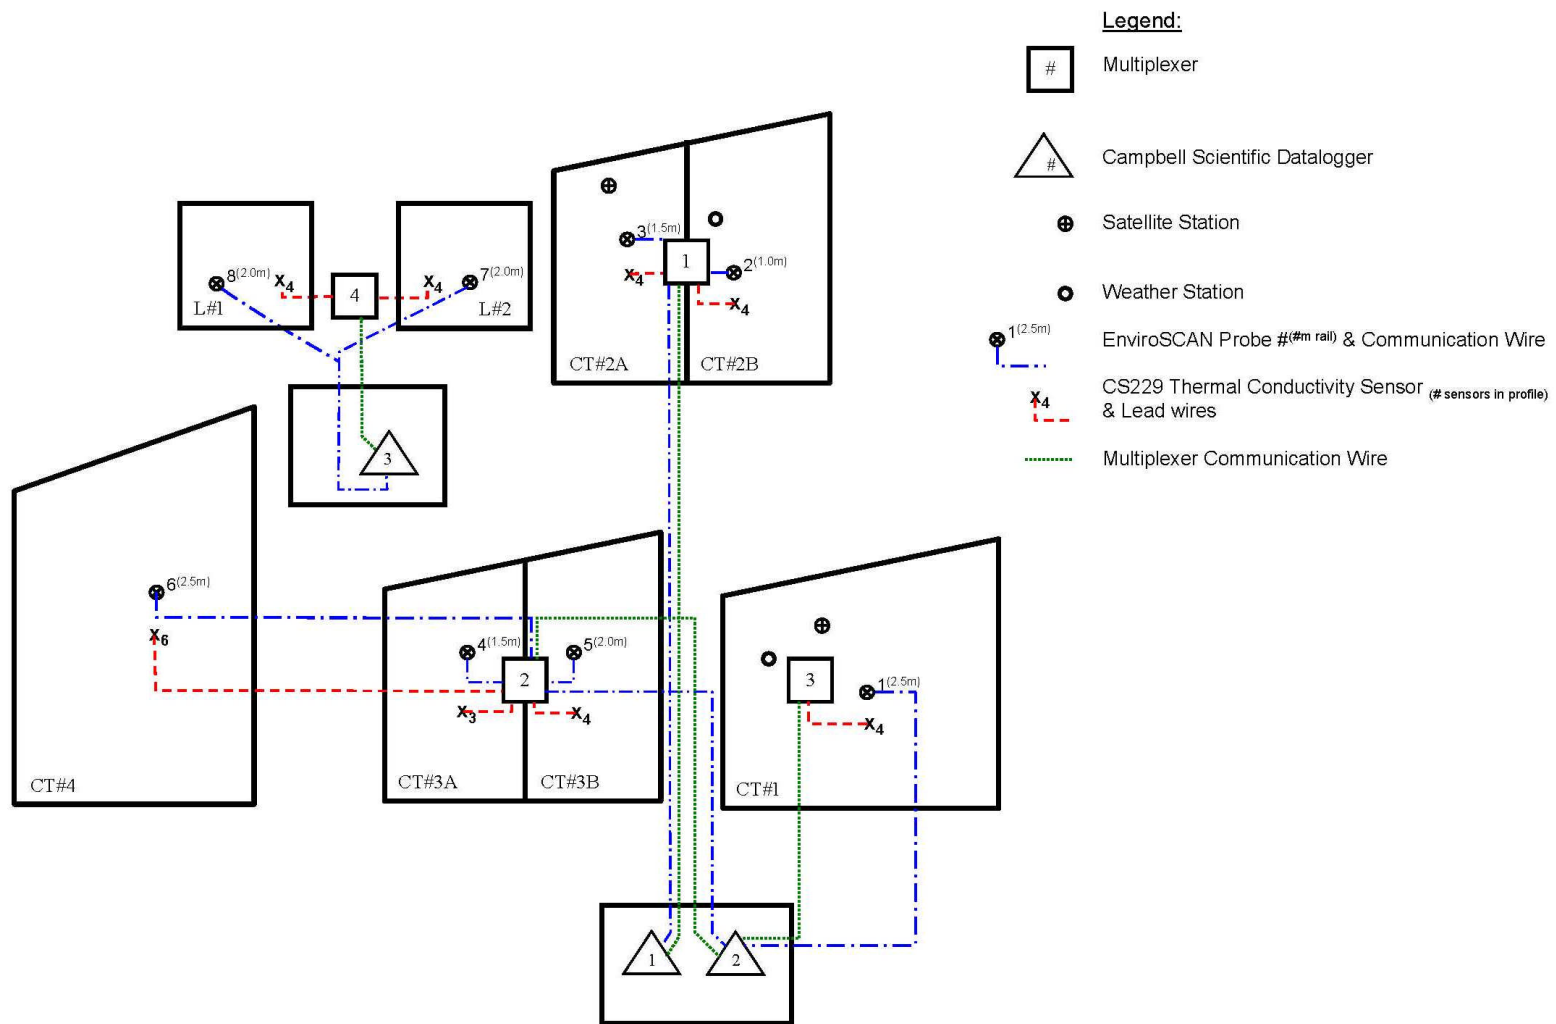 Legend:
#
Multiplexer
#
Campbell Scientific Datalogger
Satellite Station
Weather Station
1(2.5m)
EnviroSCAN Probe #(#m rail) & Communication Wire
X4
CS229 Thermal Conductivity Sensor (# sensors in profile)
& Lead wires
Multiplexer Communication Wire
8(2.0m)
X4
4
X4
7(2.0m)
L#1
L#2
3
3(1.5m)
1
2(1.0m)
X4
X4
CT#2A
CT#2B
6(2.5m)
X6
CT#4
4(1.5m)
5(2.0m)
2
X3
X4
CT#3A
CT#3B
3
1(2.5m)
X4
CT#1
1
2